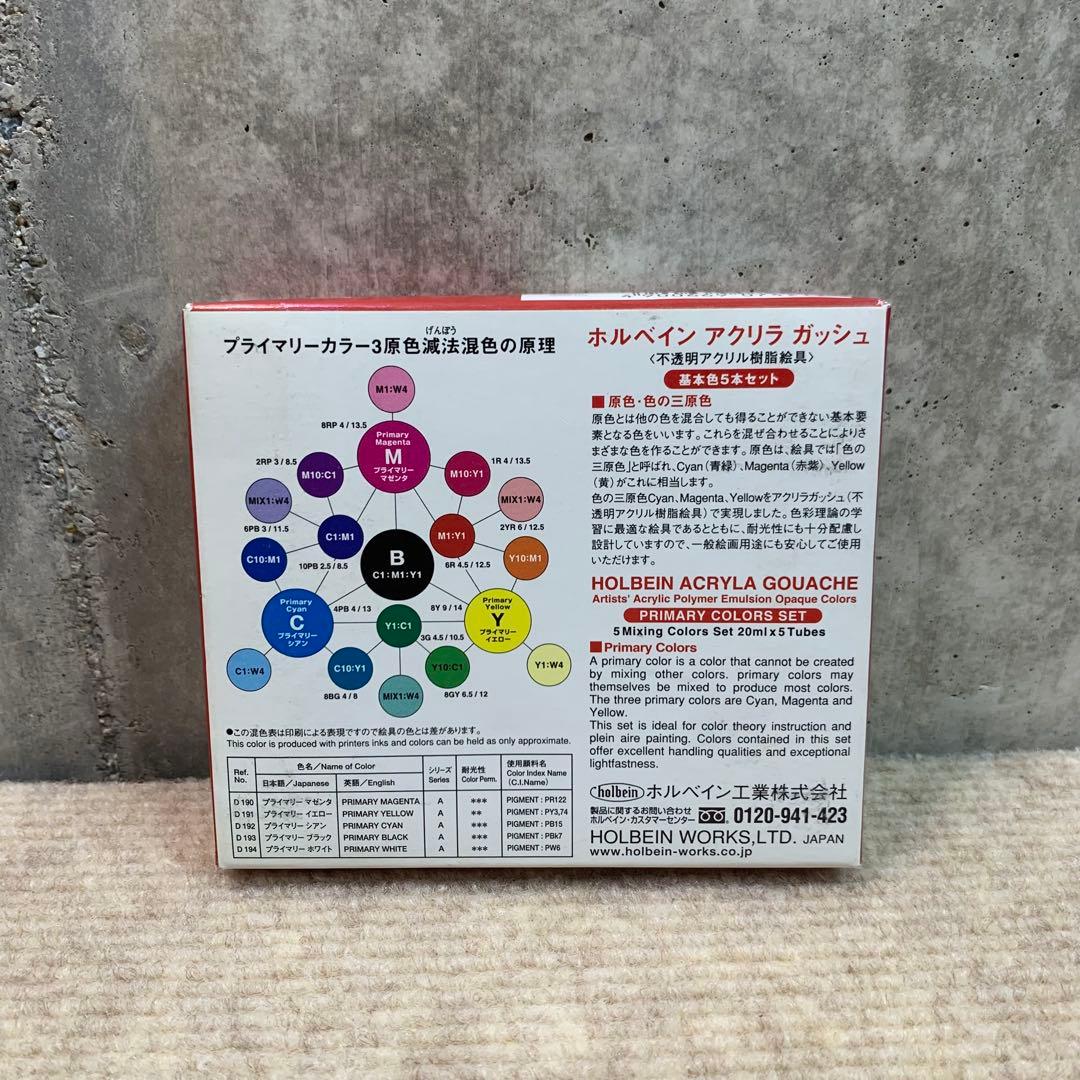 げんぽう
プライマリーカラー3原色減法混色の原理
M1:W4
8RP 4 / 13.5
Primary
Magenta
M
プライマリー
マゼンタ
2RP 3 / 8.5
1R 4 / 13.5
M10:C1
M10:Y1
MIX1:W4
MIX1:W4
6PB 3 / 11.5
2YR 6 / 12.5
C1:M1
M1:Y1
C10:M1
B
C1:M1:Y1
Y10:M1
10PB 2.5 / 8.5
6R 4.5 / 12.5
Primary
Cyan
C
プライマリー
シアン
4PB 4 / 13
8Y 9 / 14
Primary
Yellow
Y
プライマリー
イエロー
Y1:C1
3G 4.5 / 10.5
C1:W4
C10:Y1
Y10:C1
Y1:W4
8BG 4 / 8
MIX1:W4
8GY 6.5 / 12
●この混色表は印刷による表現ですので絵具の色とは差があります。
This color is produced with printers inks and colors can be held as only approximate.
Ref. No. 色名/Name of Color 日本語/Japanese 英語/English シリーズ Series 耐光性 Color Perm. 使用顔料名 Color Index Name (C.I.Name)
D 190 プライマリー マゼンタ PRIMARY MAGENTA A *** PIGMENT : PR122
D 191 プライマリー イエロー PRIMARY YELLOW A ** PIGMENT : PY3,74
D 192 プライマリー シアン PRIMARY CYAN A *** PIGMENT : PB15
D 193 プライマリー ブラック PRIMARY BLACK A *** PIGMENT : PBk7
D 194 プライマリー ホワイト PRIMARY WHITE A *** PIGMENT : PW6
ホルベイン アクリラ ガッシュ
〈不透明アクリル樹脂絵具〉
基本色5本セット
■原色・色の三原色
原色とは他の色を混合しても得ることができない基本要
素となる色をいいます。これらを混ぜ合わせることによりさ
まざまな色を作ることができます。原色は、絵具では「色の
三原色」と呼ばれ、Cyan(青緑)、Magenta(赤紫)、Yellow
(黄)がこれに相当します。
色の三原色Cyan、Magenta、Yellowをアクリラガッシュ(不
透明アクリル樹脂絵具)で実現しました。色彩理論の学
習に最適な絵具であるとともに、耐光性にも十分配慮し
設計していますので、一般絵画用途にも安心してご使用
いただけます。
HOLBEIN ACRYLA GOUACHE
Artists' Acrylic Polymer Emulsion Opaque Colors
PRIMARY COLORS SET
5 Mixing Colors Set 20ml x 5 Tubes
■Primary Colors
A primary color is a color that cannot be created
by mixing other colors. primary colors may
themselves be mixed to produce most colors.
The three primary colors are Cyan, Magenta and
Yellow.
This set is ideal for color theory instruction and
plein aire painting. Colors contained in this set
offer excellent handling qualities and exceptional
lightfastness.
holbein ホルベイン工業株式会社
製品に関するお問い合わせ
ホルベイン・カスタマーセンター 0120-941-423
HOLBEIN WORKS,LTD. JAPAN
www.holbein-works.co.jp